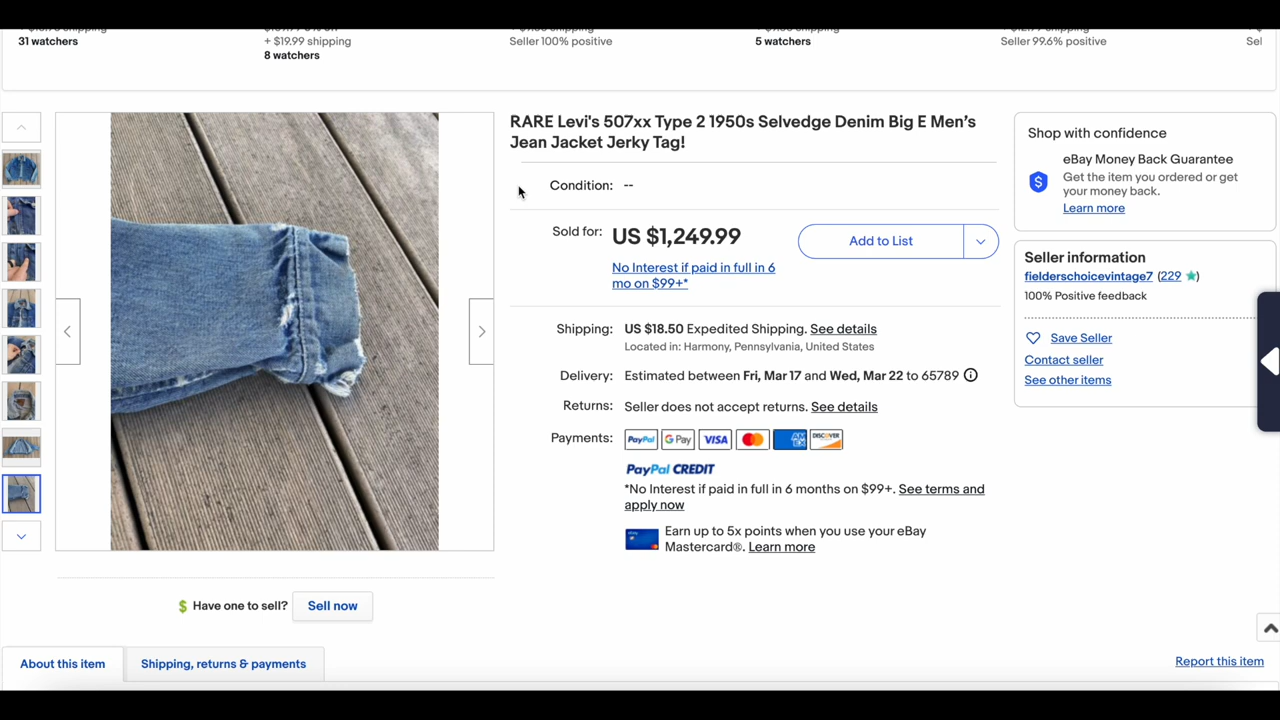 31 watchers
+ $19.99 shipping
8 watchers
Seller 100% positive
5 watchers
Seller 99.6% positive
Sel
RARE Levi's 507xx Type 2 1950s Selvedge Denim Big E Men's
Jean Jacket Jerky Tag!
Condition: --
Sold for: US $1,249.99
No Interest if paid in full in 6
mo on $99+*
Add to List
Shipping: US $18.50 Expedited Shipping. See details
Located in: Harmony, Pennsylvania, United States
Delivery: Estimated between Fri, Mar 17 and Wed, Mar 22 to 65789
Returns: Seller does not accept returns. See details
Payments: PayPal G Pay VISA MasterCard AM EX DISCOVER
PayPal CREDIT
*No Interest if paid in full in 6 months on $99+. See terms and
apply now
Earn up to 5x points when you use your eBay
Mastercard®. Learn more
Shop with confidence
eBay Money Back Guarantee
Get the item you ordered or get
your money back.
Learn more
Seller information
fielderschoicevintage7 (229)
100% Positive feedback
Save Seller
Contact seller
See other items
Have one to sell? Sell now
About this item
Shipping, returns & payments
Report this item